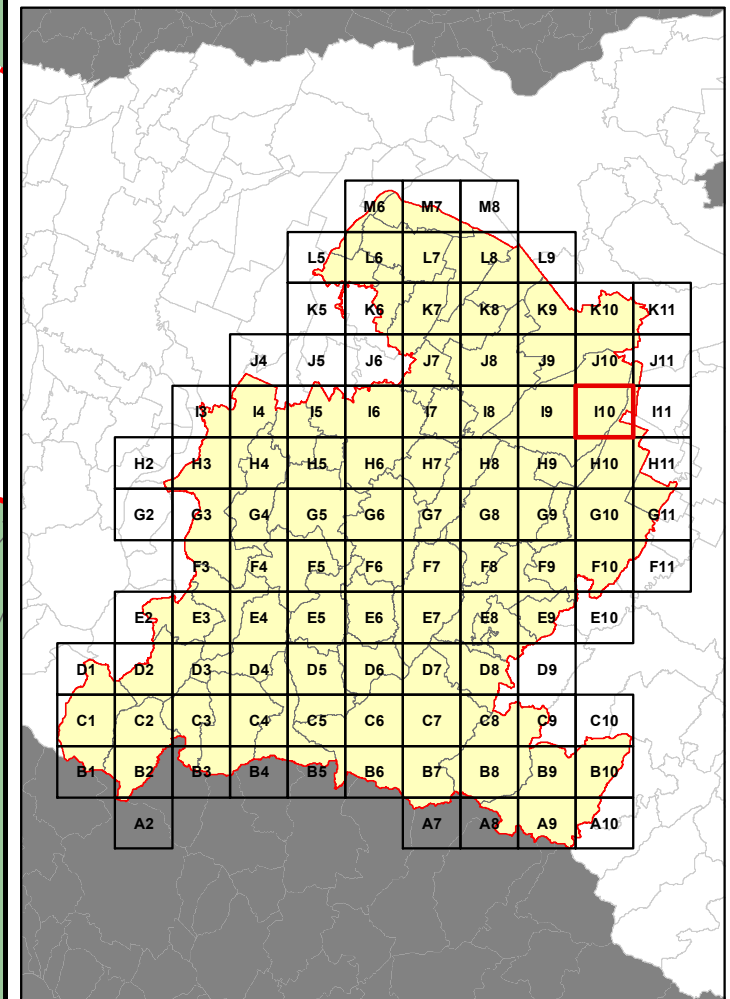 M6 M7 M8
L5 L6 L7 L8 L9
K5 K6 K7 K8 K9 K10 K11
J4 J5 J6 J7 J8 J9 J10 J11
I3 I4 I5 I6 I7 I8 I9 I10 I11
H2 H3 H4 H5 H6 H7 H8 H9 H10 H11
G2 G3 G4 G5 G6 G7 G8 G9 G10 G11
F3 F4 F5 F6 F7 F8 F9 F10 F11
E2 E3 E4 E5 E6 E7 E8 E9 E10
D1 D2 D3 D4 D5 D6 D7 D8 D9
C1 C2 C3 C4 C5 C6 C7 C8 C9 C10
B1 B2 B3 B4 B5 B6 B7 B8 B9 B10
A2 A7 A8 A9 A10